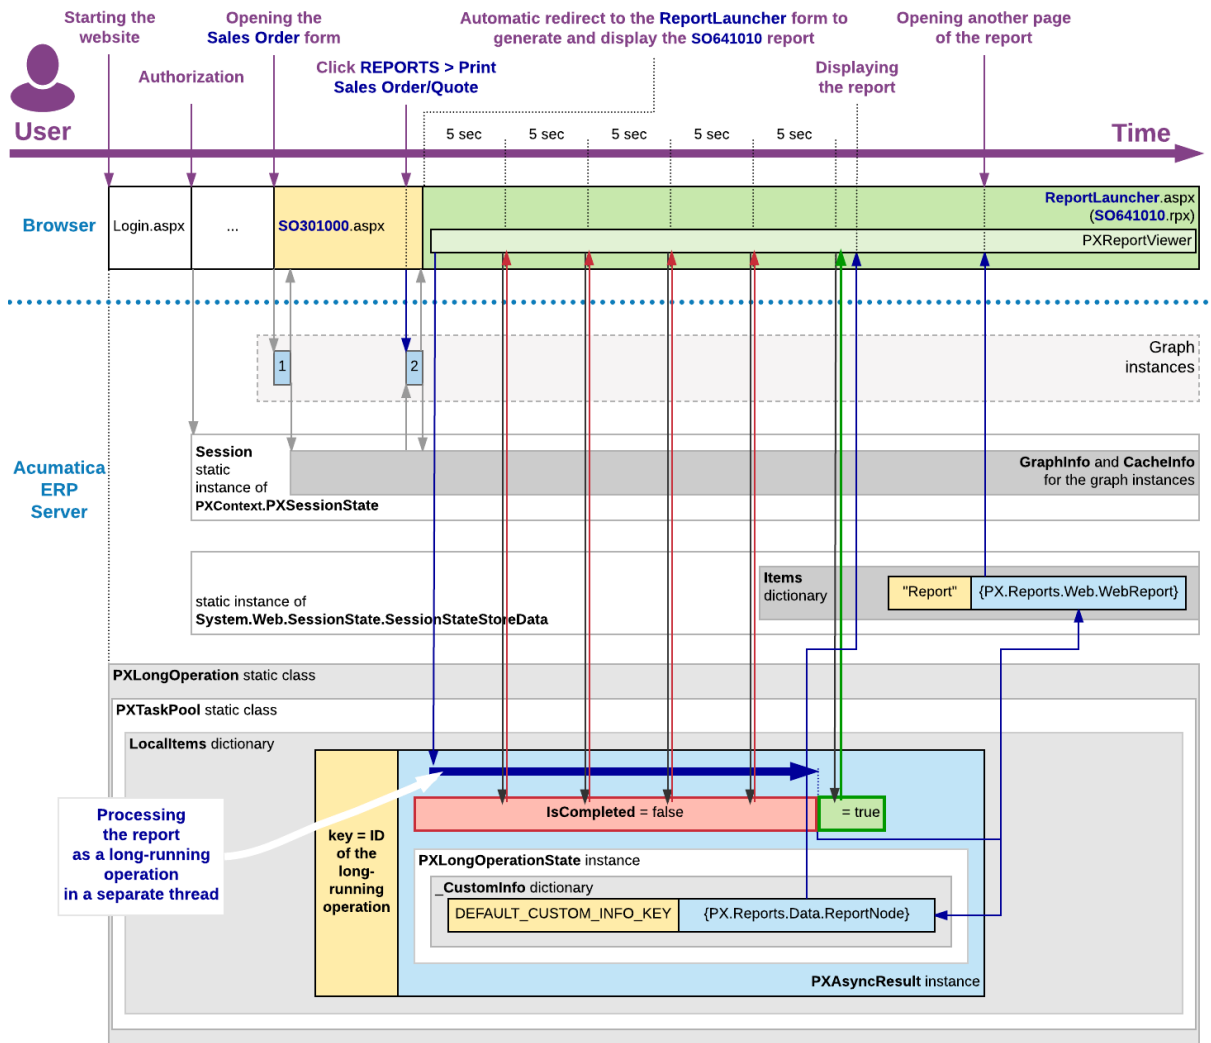 Starting the
website
Opening the
Sales Order form
Automatic redirect to the ReportLauncher form to
generate and display the SO641010 report
Opening another page
of the report
Authorization
Click REPORTS > Print
Sales Order/Quote
Displaying
the report
User
5 sec
5 sec
5 sec
5 sec
5 sec
Time
Browser
Login.aspx
...
SO301000.aspx
ReportLauncher.aspx
(SO641010.rpx)
PXReportViewer
Graph
instances
1
2
Acumatica
ERP
Server
Session
static
instance of
PXContext.PXSessionState
GraphInfo and CacheInfo
for the graph instances
Items
dictionary
"Report"
{PX.Reports.Web.WebReport}
static instance of
System.Web.SessionState.SessionStateStoreData
PXLongOperation static class
PXTaskPool static class
LocalItems dictionary
Processing
the report
as a long-running
operation
in a separate thread
key = ID
of the
long-
running
operation
IsCompleted = false
= true
PXLongOperationState instance
_CustomInfo dictionary
DEFAULT_CUSTOM_INFO_KEY
{PX.Reports.Data.ReportNode}
PXAsyncResult instance